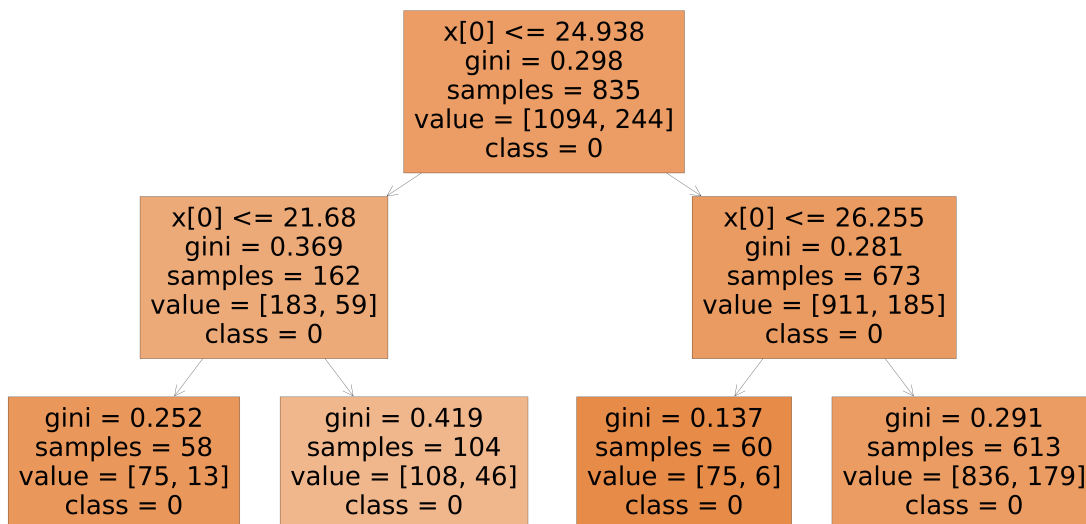 x[0] <= 24.938
gini = 0.298
samples = 835
value = [1094, 244]
class = 0
x[0] <= 21.68
gini = 0.369
samples = 162
value = [183, 59]
class = 0
x[0] <= 26.255
gini = 0.281
samples = 673
value = [911, 185]
class = 0
gini = 0.252
samples = 58
value = [75, 13]
class = 0
gini = 0.419
samples = 104
value = [108, 46]
class = 0
gini = 0.137
samples = 60
value = [75, 6]
class = 0
gini = 0.291
samples = 613
value = [836, 179]
class = 0